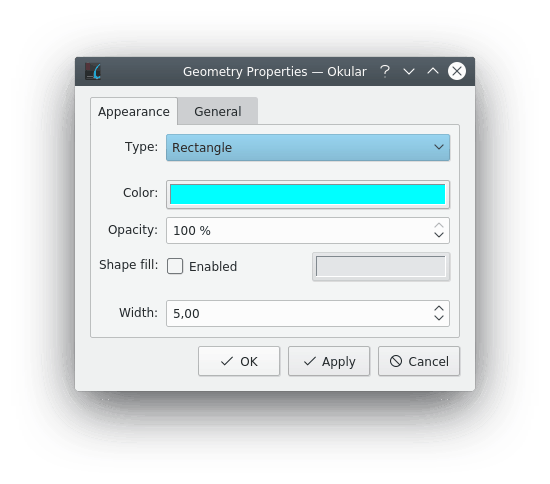 Geometry Properties — Okular
Appearance General
Type: Rectangle
Color:
Opacity: 100 %
Shape fill: Enabled
Width: 5,00
OK Apply Cancel